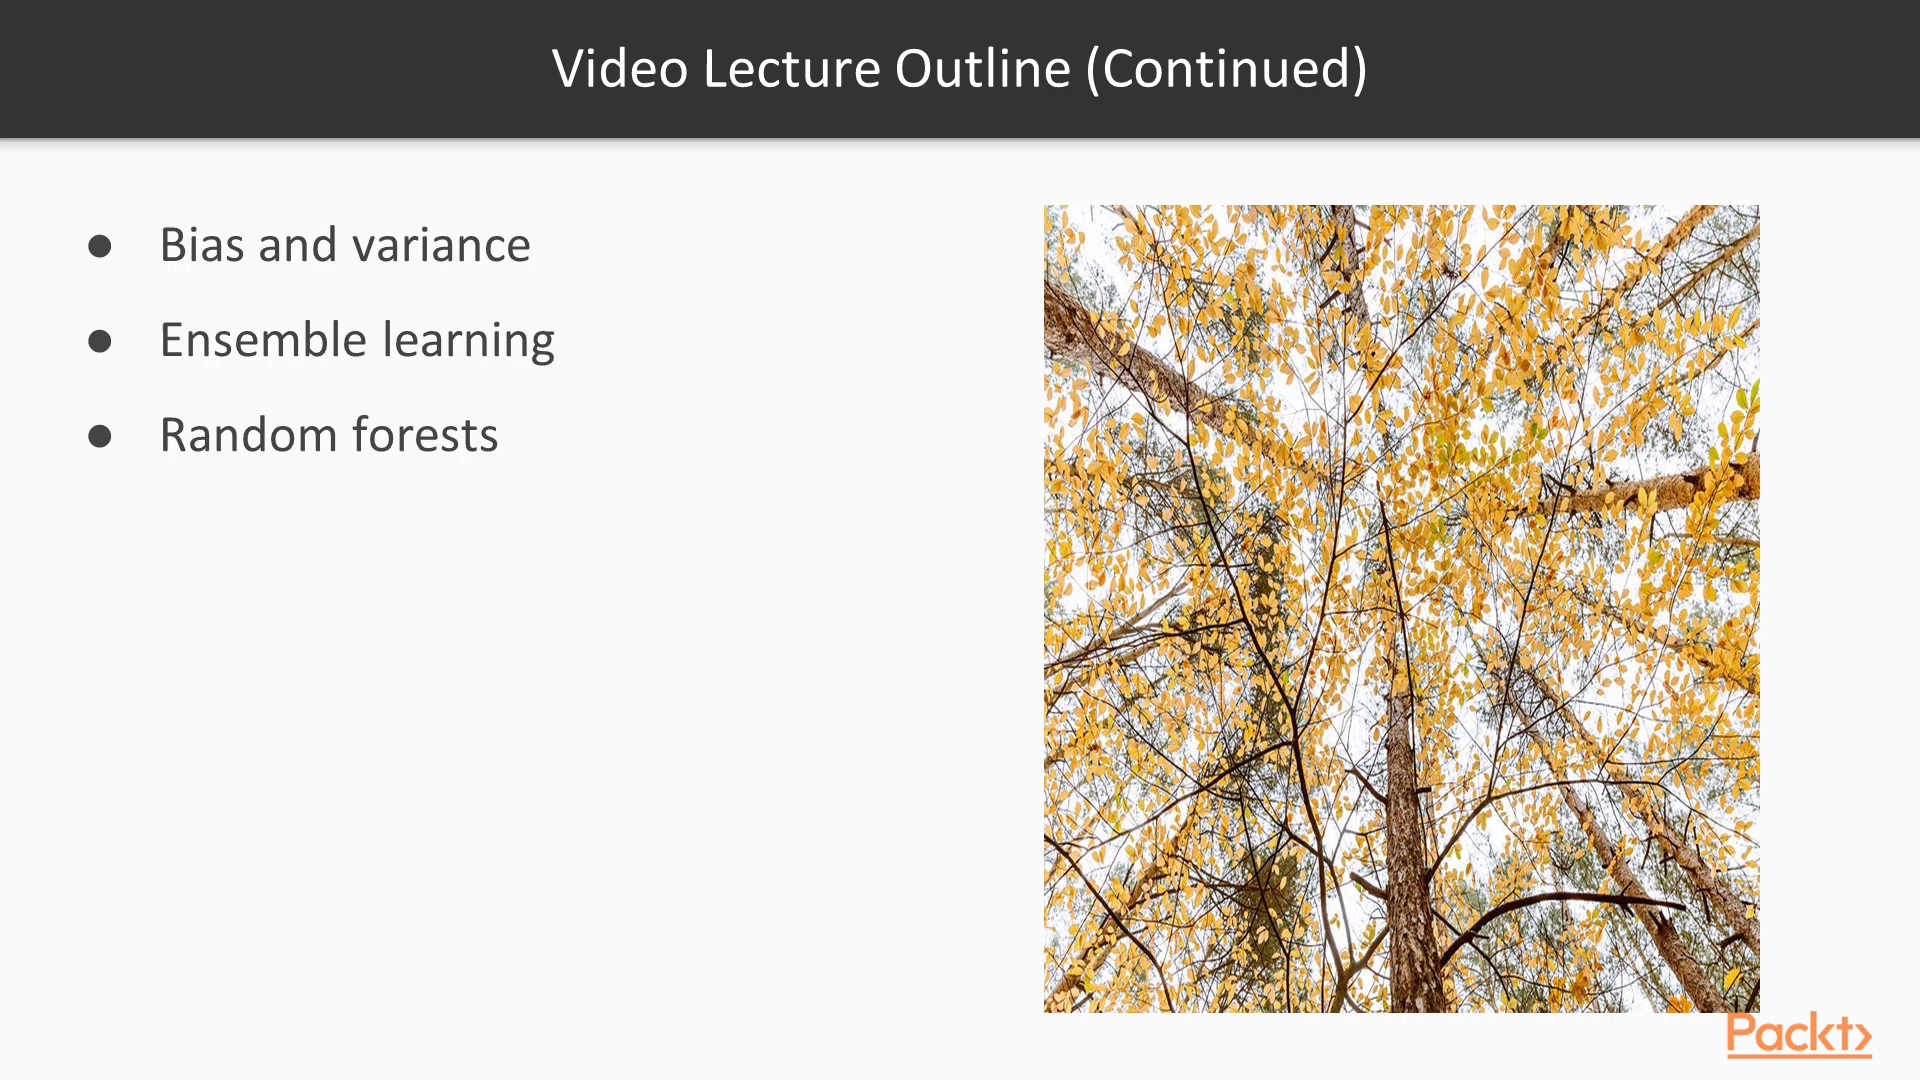 Video Lecture Outline (Continued)
● Bias and variance
● Ensemble learning
● Random forests
Packt>